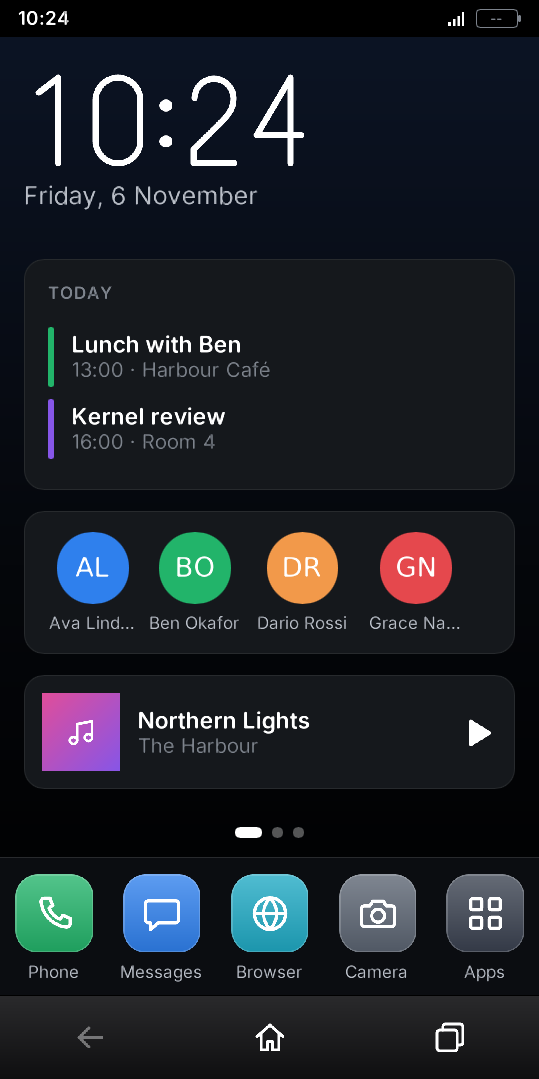 10:24
--
10:24
Friday, 6 November
TODAY
Lunch with Ben
13:00 · Harbour Café
Kernel review
16:00 · Room 4
AL BO DR GN
Ava Lind... Ben Okafor Dario Rossi Grace Na...
Northern Lights
The Harbour
Phone Messages Browser Camera Apps